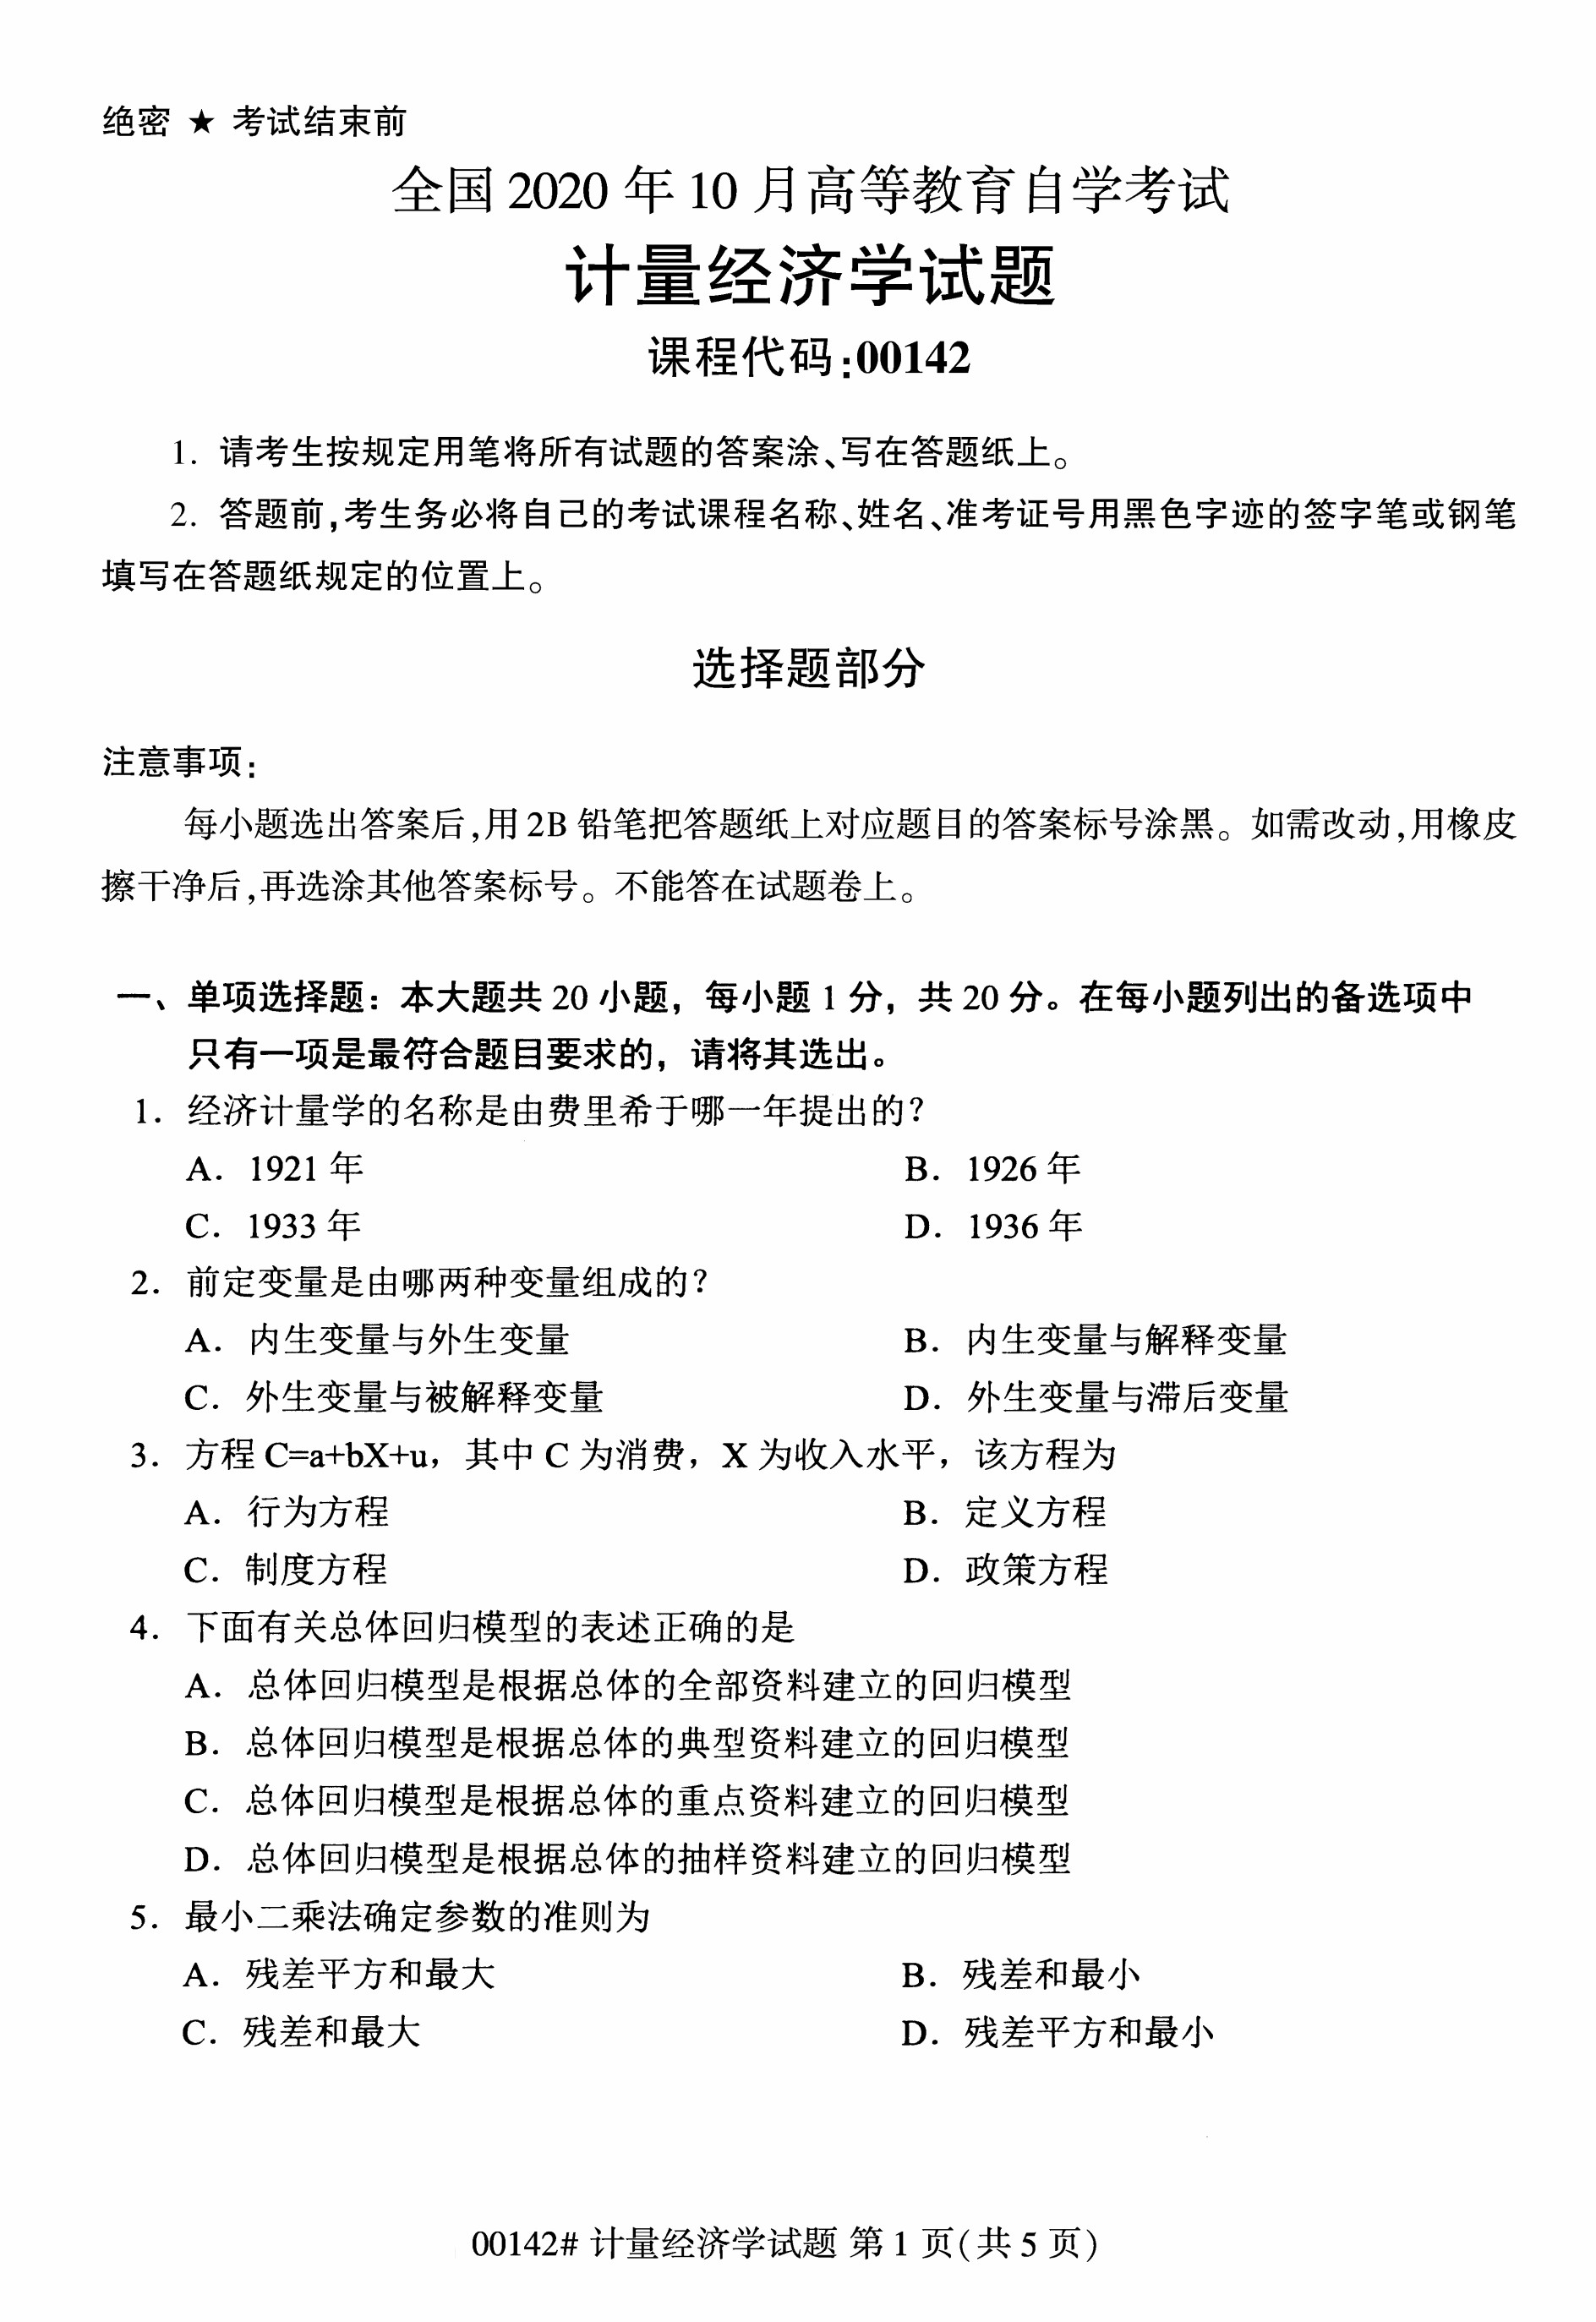 绝密 ★ 考试结束前
全国 2020 年 10 月高等教育自学考试
计量经济学试题
课程代码:00142
1. 请考生按规定用笔将所有试题的答案涂、写在答题纸上。
2. 答题前,考生务必将自己的考试课程名称、姓名、准考证号用黑色字迹的签字笔或钢笔
填写在答题纸规定的位置上。
选择题部分
注意事项:
每小题选出答案后,用 2B 铅笔把答题纸上对应题目的答案标号涂黑。如需改动,用橡皮
擦干净后,再选涂其他答案标号。不能答在试题卷上。
一、单项选择题：本大题共 20 小题，每小题 1 分，共 20 分。在每小题列出的备选项中
只有一项是最符合题目要求的，请将其选出。
1．经济计量学的名称是由费里希于哪一年提出的？
A．1921 年 B．1926 年
C．1933 年 D．1936 年
2．前定变量是由哪两种变量组成的？
A．内生变量与外生变量 B．内生变量与解释变量
C．外生变量与被解释变量 D．外生变量与滞后变量
3．方程 C=a+bX+u，其中 C 为消费，X 为收入水平，该方程为
A．行为方程 B．定义方程
C．制度方程 D．政策方程
4．下面有关总体回归模型的表述正确的是
A．总体回归模型是根据总体的全部资料建立的回归模型
B．总体回归模型是根据总体的典型资料建立的回归模型
C．总体回归模型是根据总体的重点资料建立的回归模型
D．总体回归模型是根据总体的抽样资料建立的回归模型
5．最小二乘法确定参数的准则为
A．残差平方和最大 B．残差和最小
C．残差和最大 D．残差平方和最小
00142# 计量经济学试题 第 1 页(共 5 页)